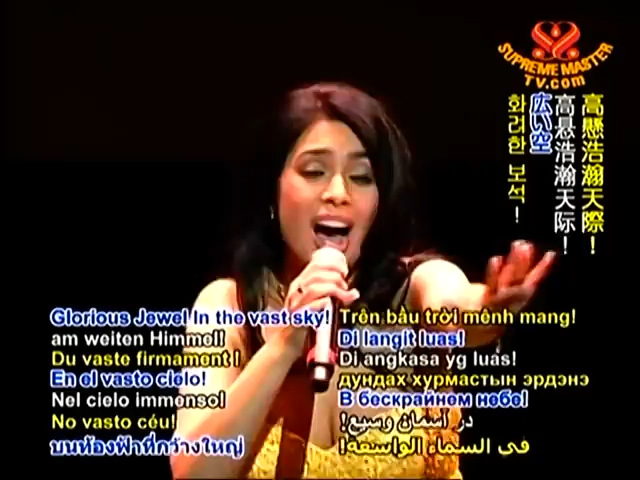 SUPREME MASTER
TV.com
高懸浩瀚天際！
高悬浩瀚天际！
広い空
화려한 보석！
Glorious Jewel In the vast sky!
am weiten Himmel!
Du vaste firmament !
En el vasto cielo!
Nel cielo immenso!
No vasto céu!
บนท้องฟ้าที่กว้างใหญ่
Trên bầu trời mênh mang!
Di langit luas!
Di angkasa yg luas!
дундах хурмастын эрдэнэ
В бескрайнем небе!
در آسمان وسیع!
في السماء الواسعة!